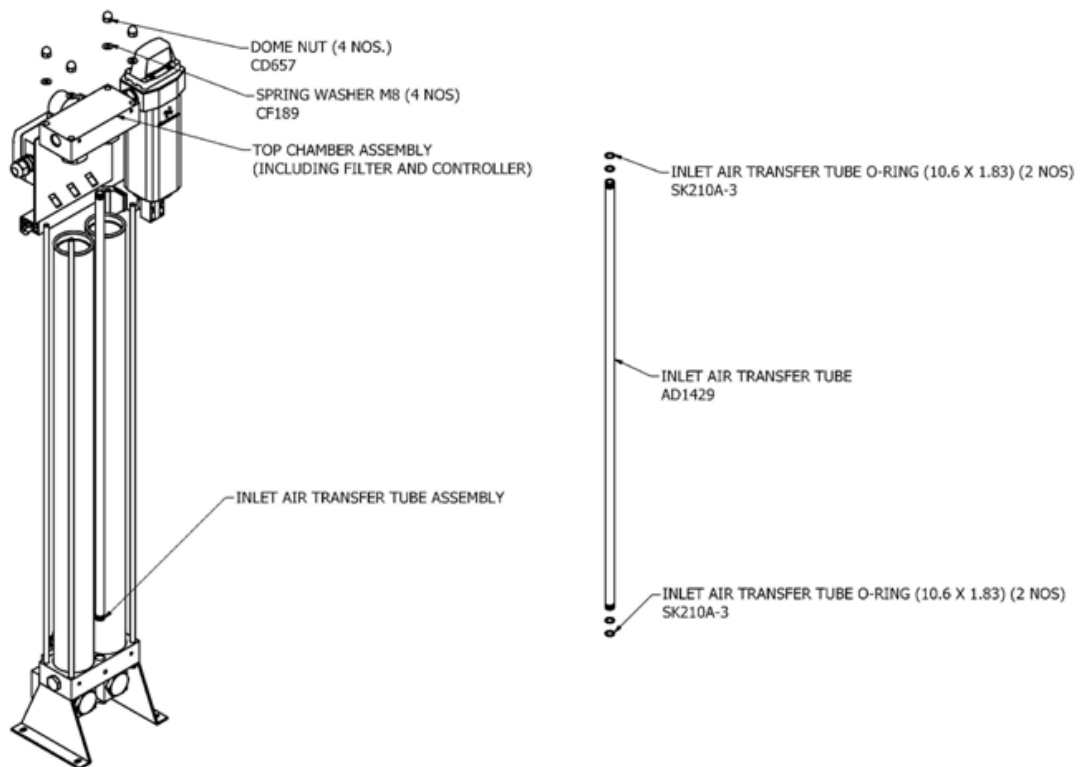 DOME NUT (4 NOS.)
CD657
SPRING WASHER M8 (4 NOS)
CF189
TOP CHAMBER ASSEMBLY
(INCLUDING FILTER AND CONTROLLER)
INLET AIR TRANSFER TUBE O-RING (10.6 X 1.83) (2 NOS)
SK210A-3
INLET AIR TRANSFER TUBE
AD1429
INLET AIR TRANSFER TUBE ASSEMBLY
INLET AIR TRANSFER TUBE O-RING (10.6 X 1.83) (2 NOS)
SK210A-3